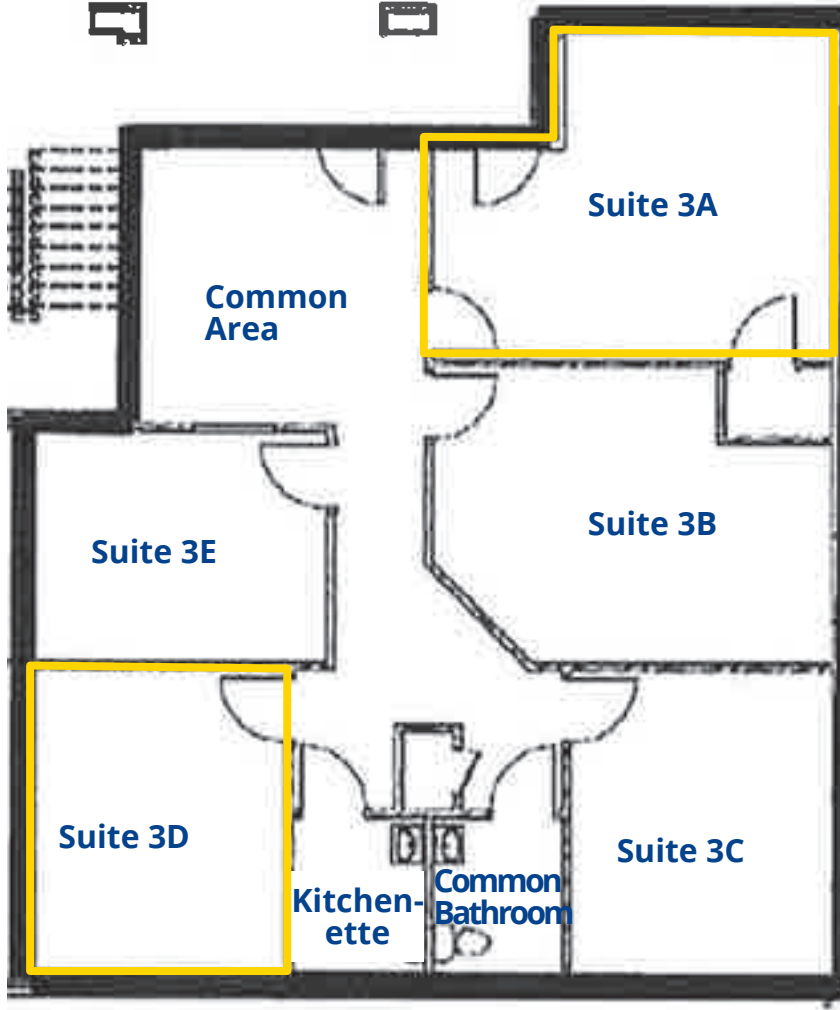 Suite 3A
Common
Area
Suite 3B
Suite 3E
Suite 3D
Suite 3C
Kitchen-
ette
Common
Bathroom